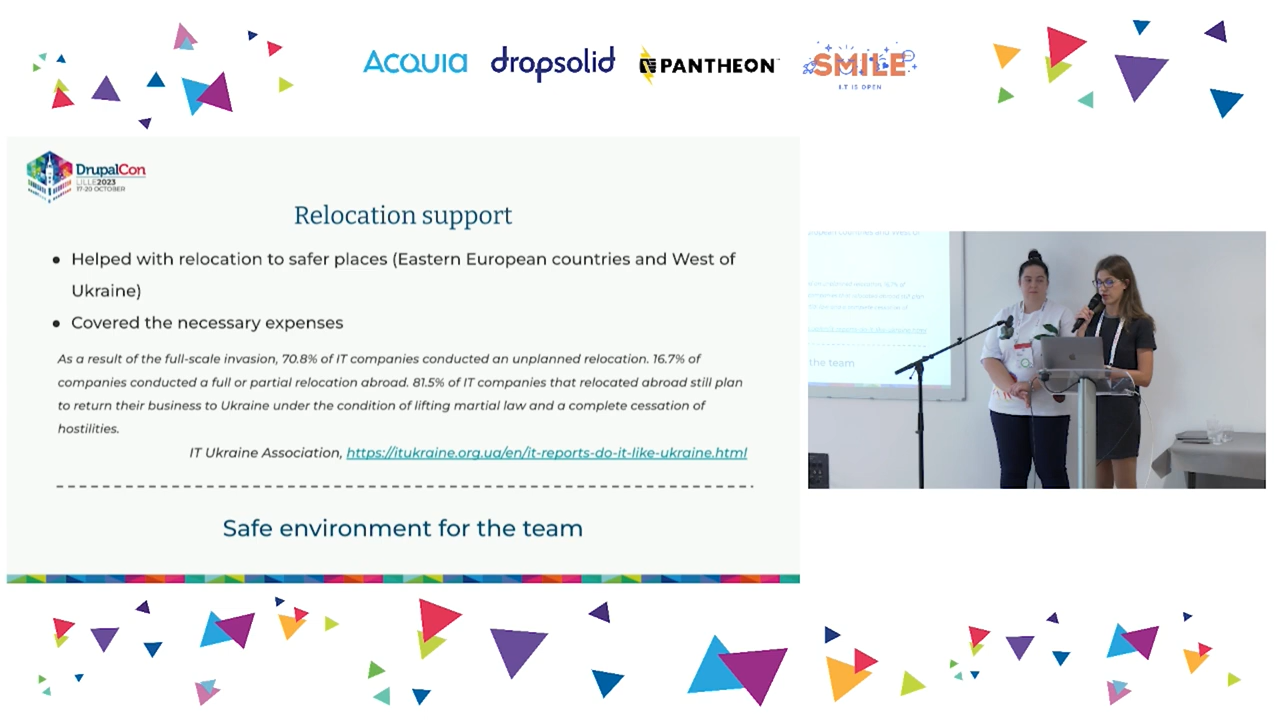 Acquia
dropsolid
PANTHEON
SMILE
I.T IS OPEN
DrupalCon
LILLE2023
17-20 OCTOBER
Relocation support
● Helped with relocation to safer places (Eastern European countries and West of
Ukraine)
● Covered the necessary expenses
As a result of the full-scale invasion, 70.8% of IT companies conducted an unplanned relocation. 16.7% of
companies conducted a full or partial relocation abroad. 81.5% of IT companies that relocated abroad still plan
to return their business to Ukraine under the condition of lifting martial law and a complete cessation of
hostilities.
IT Ukraine Association, https://itukraine.org.ua/en/it-reports-do-it-like-ukraine.html
Safe environment for the team
the team